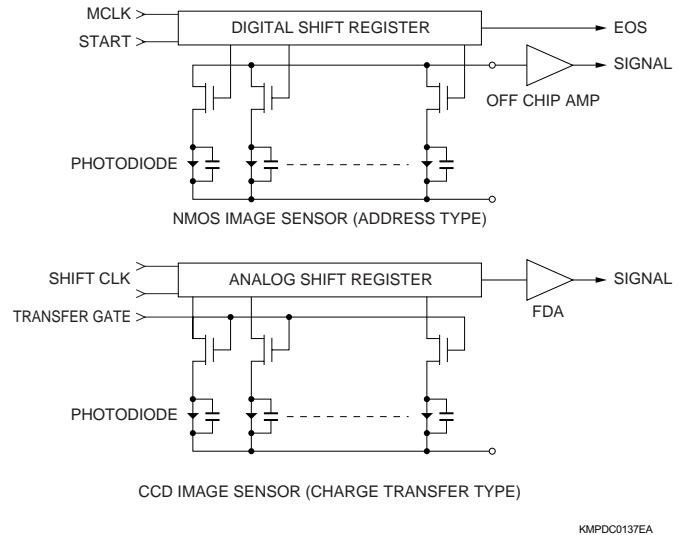 MCLK
DIGITAL SHIFT REGISTER
EOS
START
SIGNAL
OFF CHIP AMP
PHOTODIODE
NMOS IMAGE SENSOR (ADDRESS TYPE)
SHIFT CLK
ANALOG SHIFT REGISTER
SIGNAL
FDA
TRANSFER GATE
PHOTODIODE
CCD IMAGE SENSOR (CHARGE TRANSFER TYPE)
KMPDC0137EA